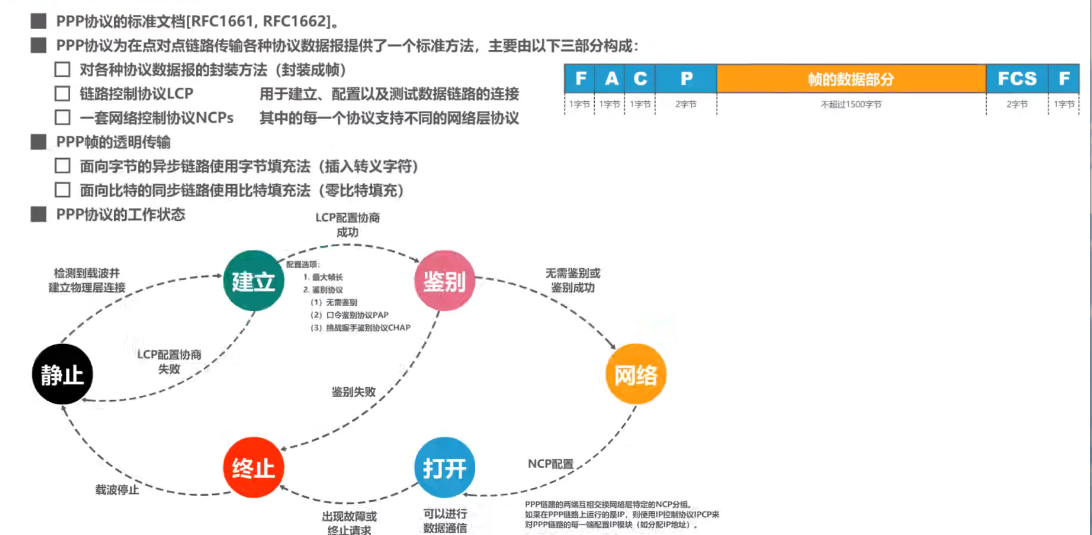 PPP协议的标准文档[RFC1661, RFC1662]。
PPP协议为在点对点链路传输各种协议数据报提供了一个标准方法，主要由以下三部分构成：
对各种协议数据报的封装方法（封装成帧）
链路控制协议LCP 用于建立、配置以及测试数据链路的连接
一套网络控制协议NCPs 其中的每一个协议支持不同的网络层协议
F A C P 帧的数据部分 FCS F
1字节 1字节 1字节 2字节 不超过1500字节 2字节 1字节
PPP帧的透明传输
面向字节的异步链路使用字节填充法（插入转义字符）
面向比特的同步链路使用比特填充法（零比特填充）
PPP协议的工作状态
LCP配置协商
成功
检测到载波并
建立物理层连接
建立
配置选项：
1. 最大帧长
2. 鉴别协议
（1）无需鉴别
（2）口令鉴别协议PAP
（3）挑战握手鉴别协议CHAP
鉴别
无需鉴别或
鉴别成功
LCP配置协商
失败
静止
鉴别失败
网络
终止
打开
NCP配置
载波停止
出现故障或
终止请求
可以进行
数据通信
PPP链路的两端互相交换网络层特定的NCP分组。
如果在PPP链路上运行的是IP，则使用IP控制协议IPCP来
对PPP链路的每一端配置IP模块（如分配IP地址）。